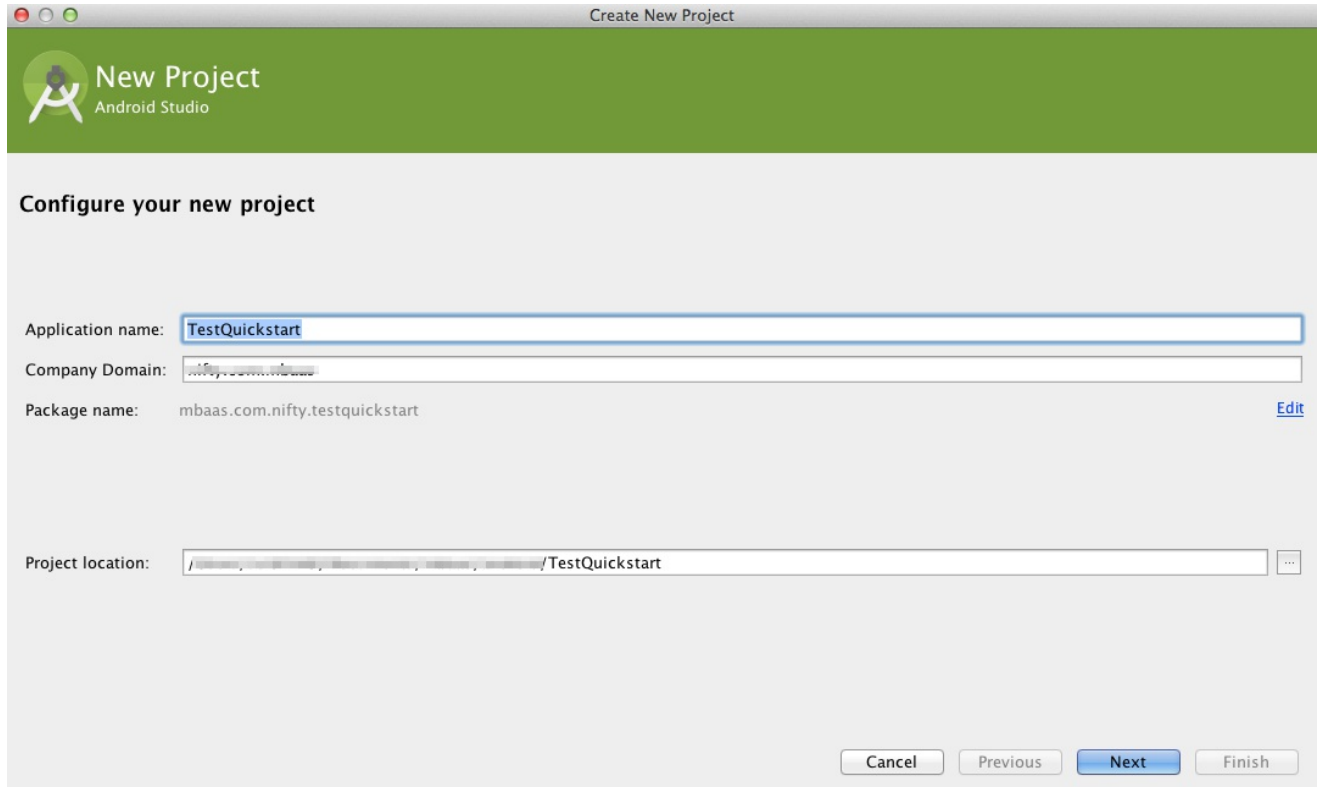 Create New Project
New Project
Android Studio
Configure your new project
Application name: TestQuickstart
Company Domain:
Package name: mbaas.com.nifty.testquickstart Edit
Project location: /TestQuickstart ...
Cancel Previous Next Finish